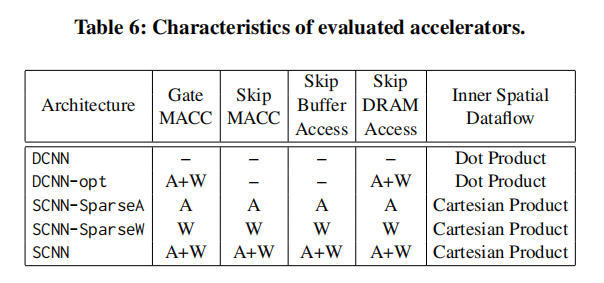 Table 6: Characteristics of evaluated accelerators.
Architecture Gate MACC Skip MACC Skip Buffer Access Skip DRAM Access Inner Spatial Dataflow
DCNN – – – – Dot Product
DCNN-opt A+W – – A+W Dot Product
SCNN-SparseA A A A A Cartesian Product
SCNN-SparseW W W W W Cartesian Product
SCNN A+W A+W A+W A+W Cartesian Product